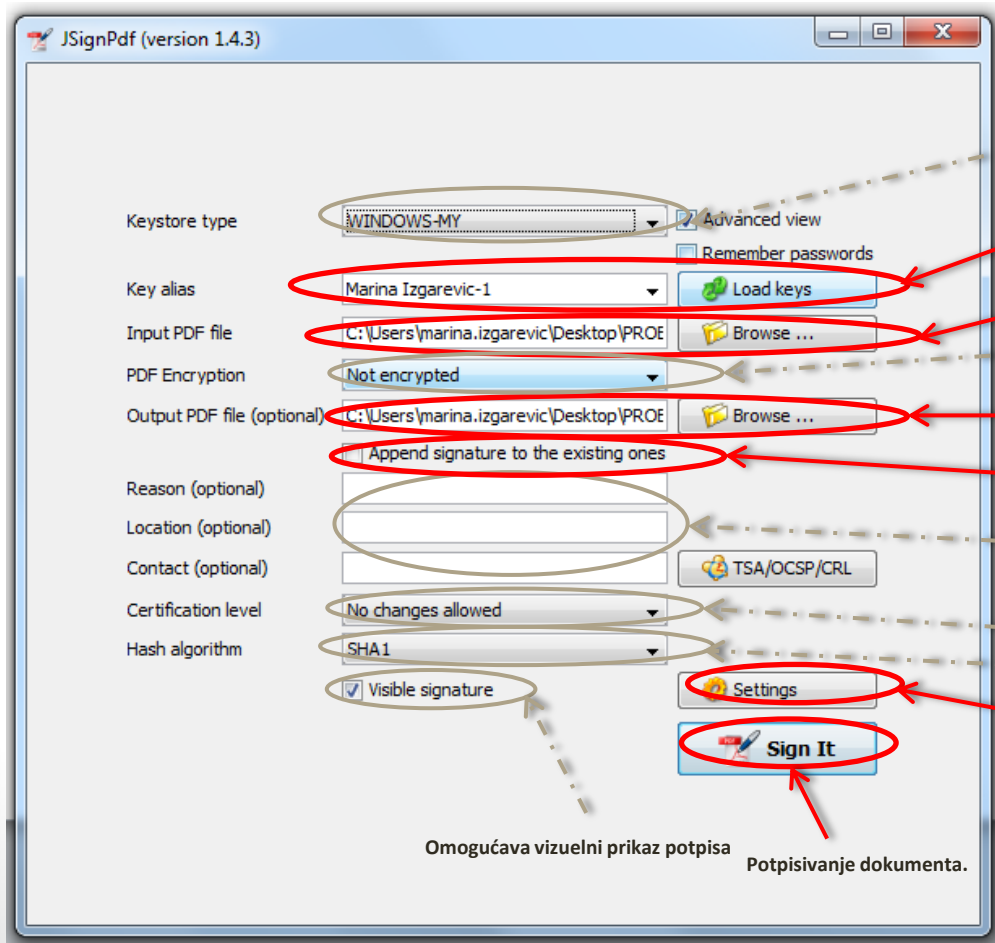 JSignPdf (version 1.4.3)
Keystore type WINDOWS-MY Advanced view
Remember passwords
Key alias Marina Izgarevic-1 Load keys
Input PDF file C:\Users\marina.izgarevic\Desktop\PROE Browse ...
PDF Encryption Not encrypted
Output PDF file (optional) C:\Users\marina.izgarevic\Desktop\PROE Browse ...
Append signature to the existing ones
Reason (optional)
Location (optional)
Contact (optional) TSA/OCSP/CRL
Certification level No changes allowed
Hash algorithm SHA1
Visible signature Settings
Sign It
Omogućava vizuelni prikaz potpisa
Potpisivanje dokumenta.